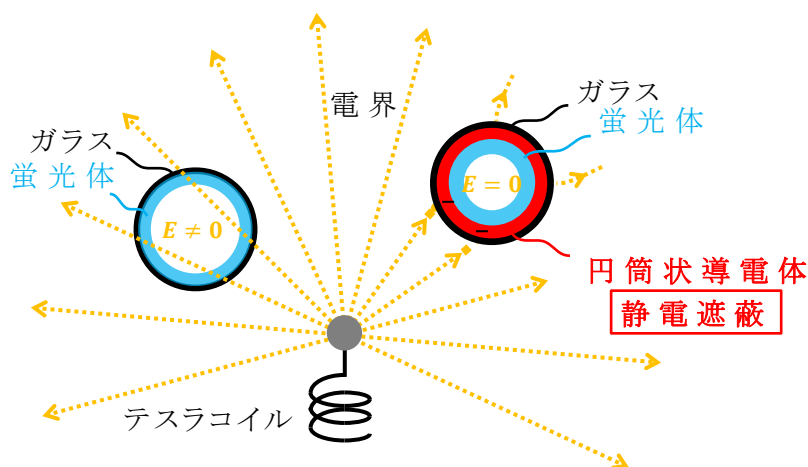 電界
ガラス
蛍光体
ガラス
蛍光体
E ≠ 0
E = 0
円筒状導電体
静電遮蔽
テスラコイル